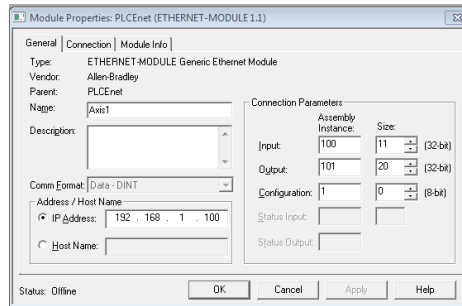 Module Properties: PLCEnet (ETHERNET-MODULE 1.1)
General Connection Module Info
Type: ETHERNET-MODULE Generic Ethernet Module
Vendor: Allen-Bradley
Parent: PLCEnet
Name: Axis1
Description:
Comm Format: Data - DINT
Address / Host Name
IP Address: 192 . 168 . 1 . 100
Host Name:
Connection Parameters
Assembly
Instance: Size:
Input: 100 11 (32-bit)
Output: 101 20 (32-bit)
Configuration: 1 0 (8-bit)
Status Input:
Status Output:
Status: Offline OK Cancel Apply Help